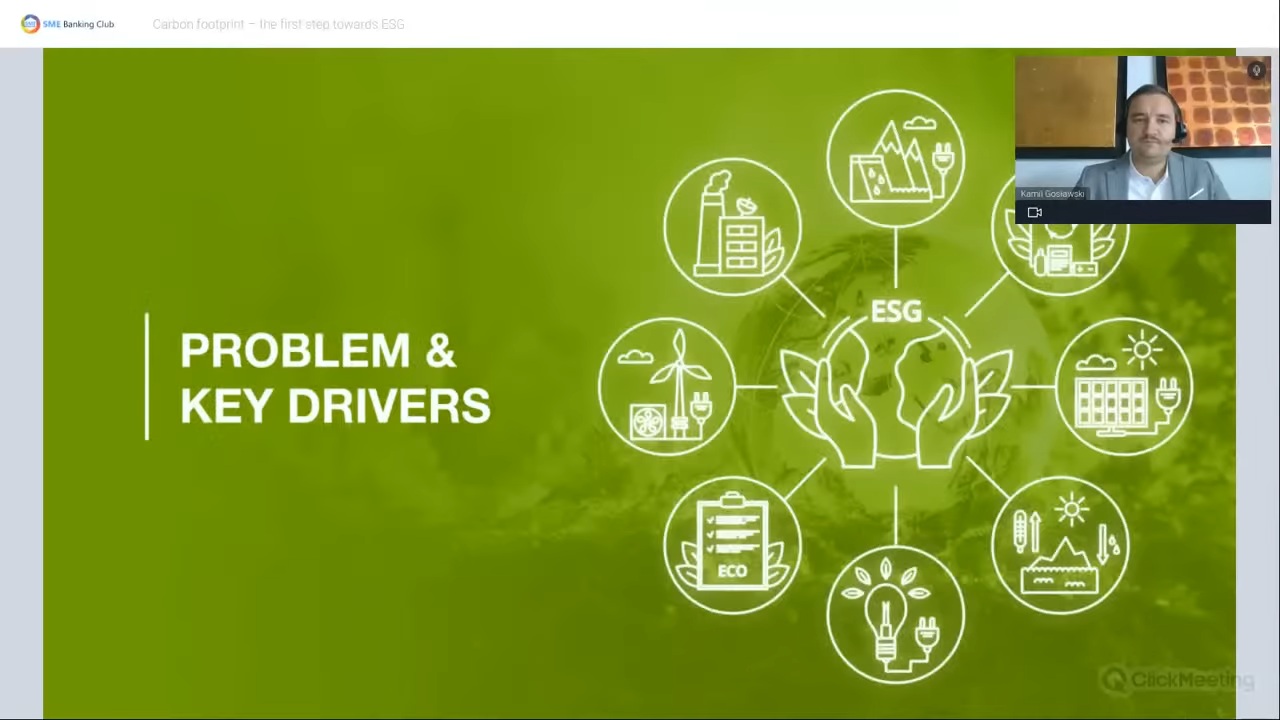 SME Banking Club
Carbon footprint – the first step towards ESG
Kamil Gosławski
ESG
PROBLEM &
KEY DRIVERS
ECO
ClickMeeting